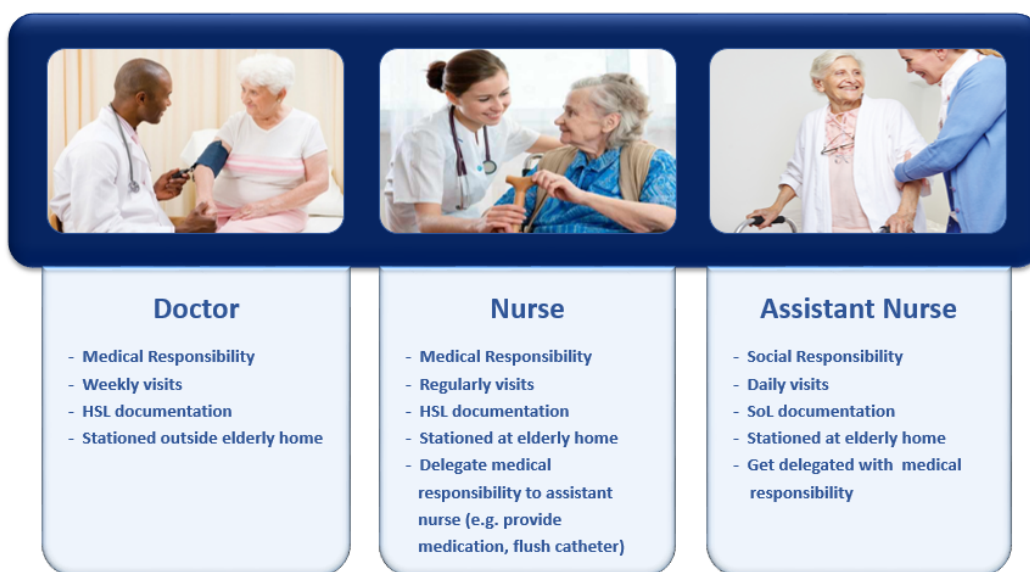 Doctor
- Medical Responsibility
- Weekly visits
- HSL documentation
- Stationed outside elderly home
Nurse
- Medical Responsibility
- Regularly visits
- HSL documentation
- Stationed at elderly home
- Delegate medical
responsibility to assistant
nurse (e.g. provide
medication, flush catheter)
Assistant Nurse
- Social Responsibility
- Daily visits
- SoL documentation
- Stationed at elderly home
- Get delegated with medical
responsibility